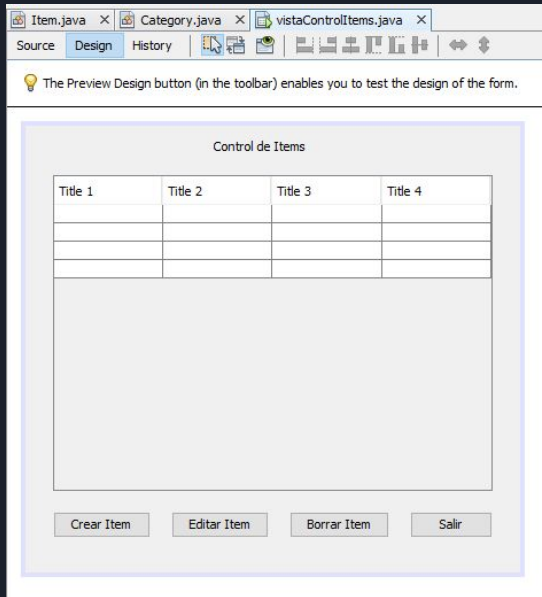 Item.java Category.java vistaControlItems.java
Source Design History
The Preview Design button (in the toolbar) enables you to test the design of the form.
Control de Items
Title 1 Title 2 Title 3 Title 4
Crear Item Editar Item Borrar Item Salir